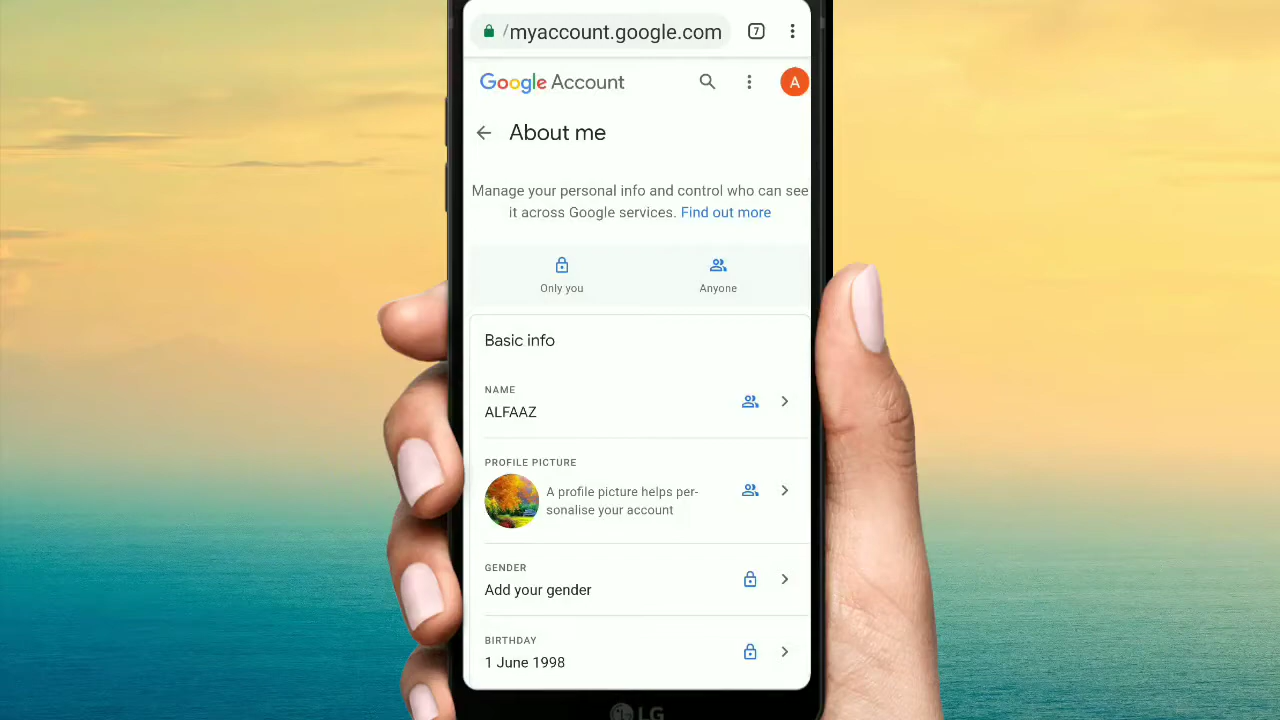 /myaccount.google.com
7
Google Account
A
About me
Manage your personal info and control who can see
it across Google services. Find out more
Only you
Anyone
Basic info
NAME
ALFAAZ
PROFILE PICTURE
A profile picture helps per-
sonalise your account
GENDER
Add your gender
BIRTHDAY
1 June 1998
LG